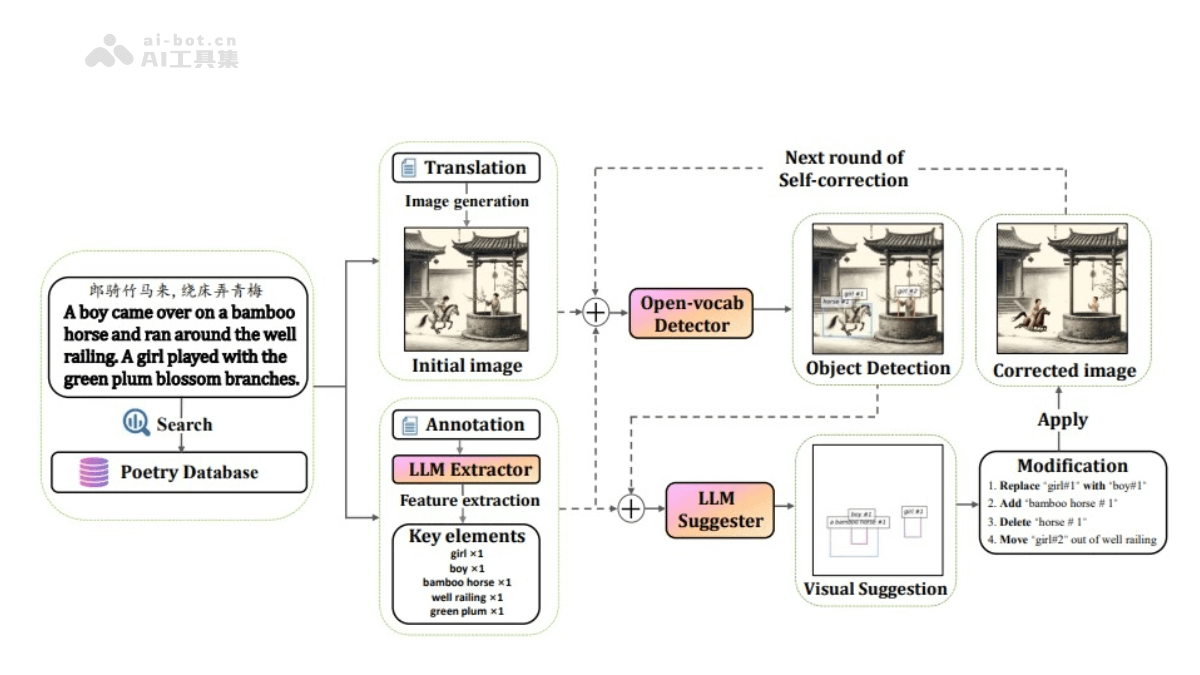 ai-bot.cn
AI工具集
郎骑竹马来,绕床弄青梅
A boy came over on a bamboo
horse and ran around the well
railing. A girl played with the
green plum blossom branches.
Search
Poetry Database
Translation
Image generation
Initial image
Annotation
LLM Extractor
Feature extraction
Key elements
girl ×1
boy ×1
bamboo horse ×1
well railing ×1
green plum ×1
Next round of
Self-correction
Open-vocab
Detector
girl #1
girl #2
horse #1
Object Detection
LLM
Suggester
boy #1
a bamboo horse #1
girl #1
Visual Suggestion
Corrected image
Apply
Modification
1. Replace "girl#1" with "boy#1"
2. Add "bamboo horse # 1"
3. Delete "horse # 1"
4. Move "girl#2" out of well railing